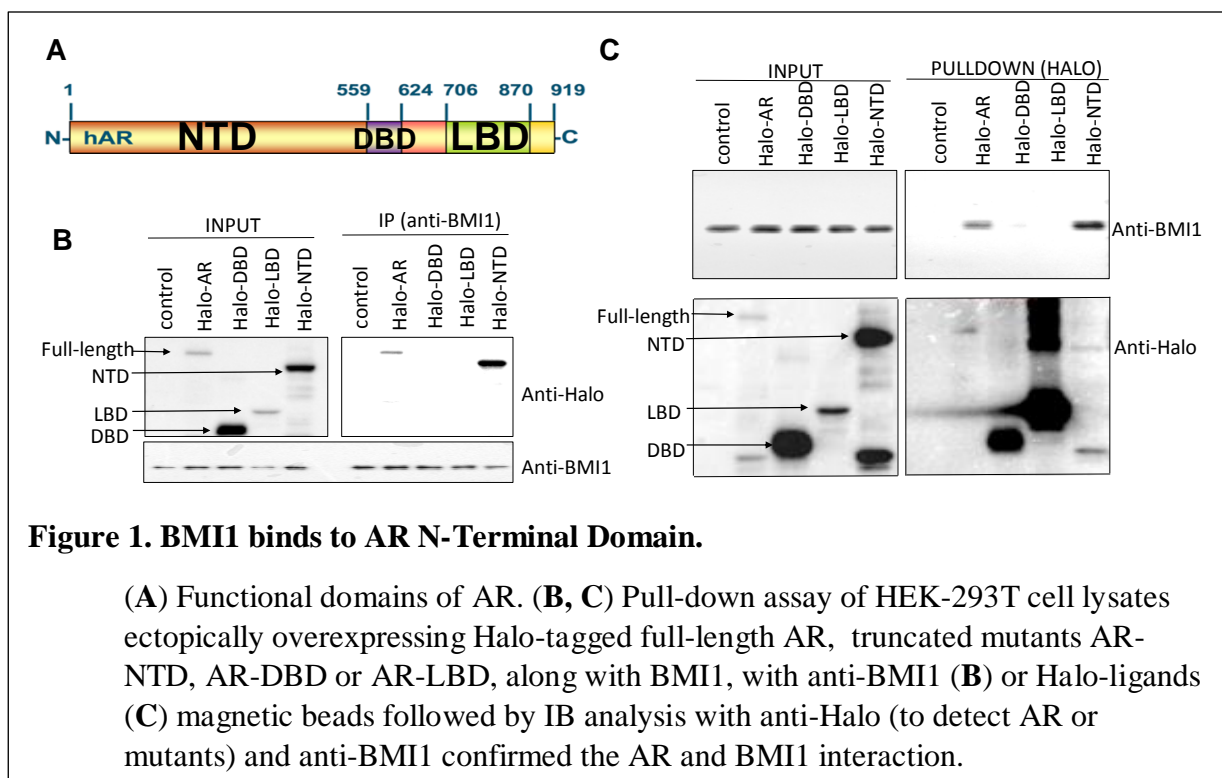 A
1 559 624 706 870 919
N- hAR NTD DBD LBD -C
B
INPUT IP (anti-BMI1)
control Halo-AR Halo-DBD Halo-LBD Halo-NTD control Halo-AR Halo-DBD Halo-LBD Halo-NTD
Full-length
NTD
Anti-Halo
LBD
DBD
Anti-BMI1
C
INPUT PULLDOWN (HALO)
control Halo-AR Halo-DBD Halo-LBD Halo-NTD control Halo-AR Halo-DBD Halo-LBD Halo-NTD
Anti-BMI1
Full-length
NTD
Anti-Halo
LBD
DBD
Figure 1. BMI1 binds to AR N-Terminal Domain.
(A) Functional domains of AR. (B, C) Pull-down assay of HEK-293T cell lysates
ectopically overexpressing Halo-tagged full-length AR, truncated mutants AR-
NTD, AR-DBD or AR-LBD, along with BMI1, with anti-BMI1 (B) or Halo-ligands
(C) magnetic beads followed by IB analysis with anti-Halo (to detect AR or
mutants) and anti-BMI1 confirmed the AR and BMI1 interaction.